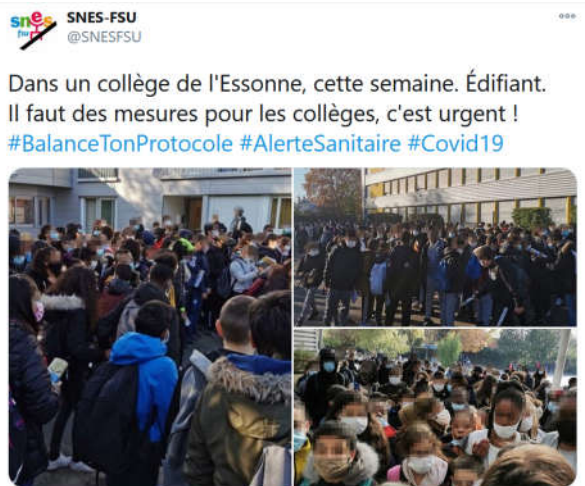 snes
fsu
SNES-FSU
@SNESFSU
Dans un collège de l'Essonne, cette semaine. Édifiant.
Il faut des mesures pour les collèges, c'est urgent !
#BalanceTonProtocole #AlerteSanitaire #Covid19